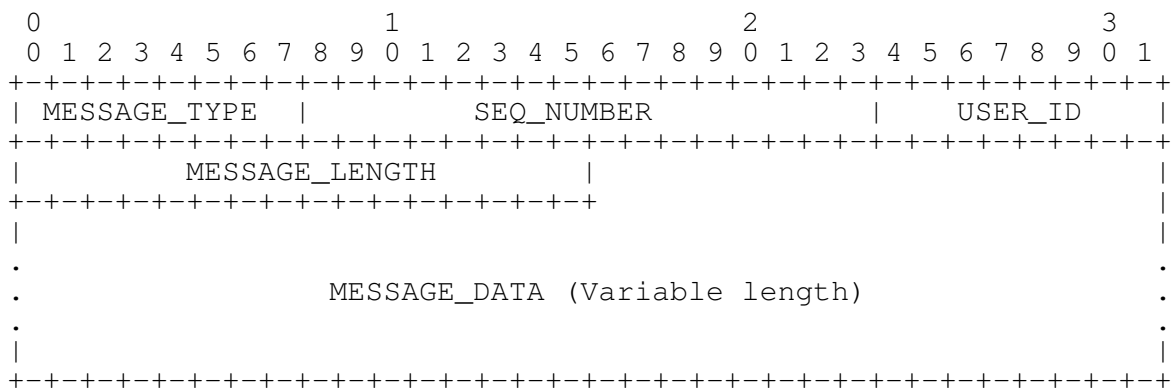 0                   1                   2                   3
 0 1 2 3 4 5 6 7 8 9 0 1 2 3 4 5 6 7 8 9 0 1 2 3 4 5 6 7 8 9 0 1
+-+-+-+-+-+-+-+-+-+-+-+-+-+-+-+-+-+-+-+-+-+-+-+-+-+-+-+-+-+-+-+-+
| MESSAGE_TYPE  |         SEQ_NUMBER            |    USER_ID    |
+-+-+-+-+-+-+-+-+-+-+-+-+-+-+-+-+-+-+-+-+-+-+-+-+-+-+-+-+-+-+-+-+
|         MESSAGE_LENGTH        |                               |
+-+-+-+-+-+-+-+-+-+-+-+-+-+-+-+-+                               |
|                                                               |
.                                                               .
.                 MESSAGE_DATA (Variable length)                .
.                                                               .
|                                                               |
+-+-+-+-+-+-+-+-+-+-+-+-+-+-+-+-+-+-+-+-+-+-+-+-+-+-+-+-+-+-+-+-+